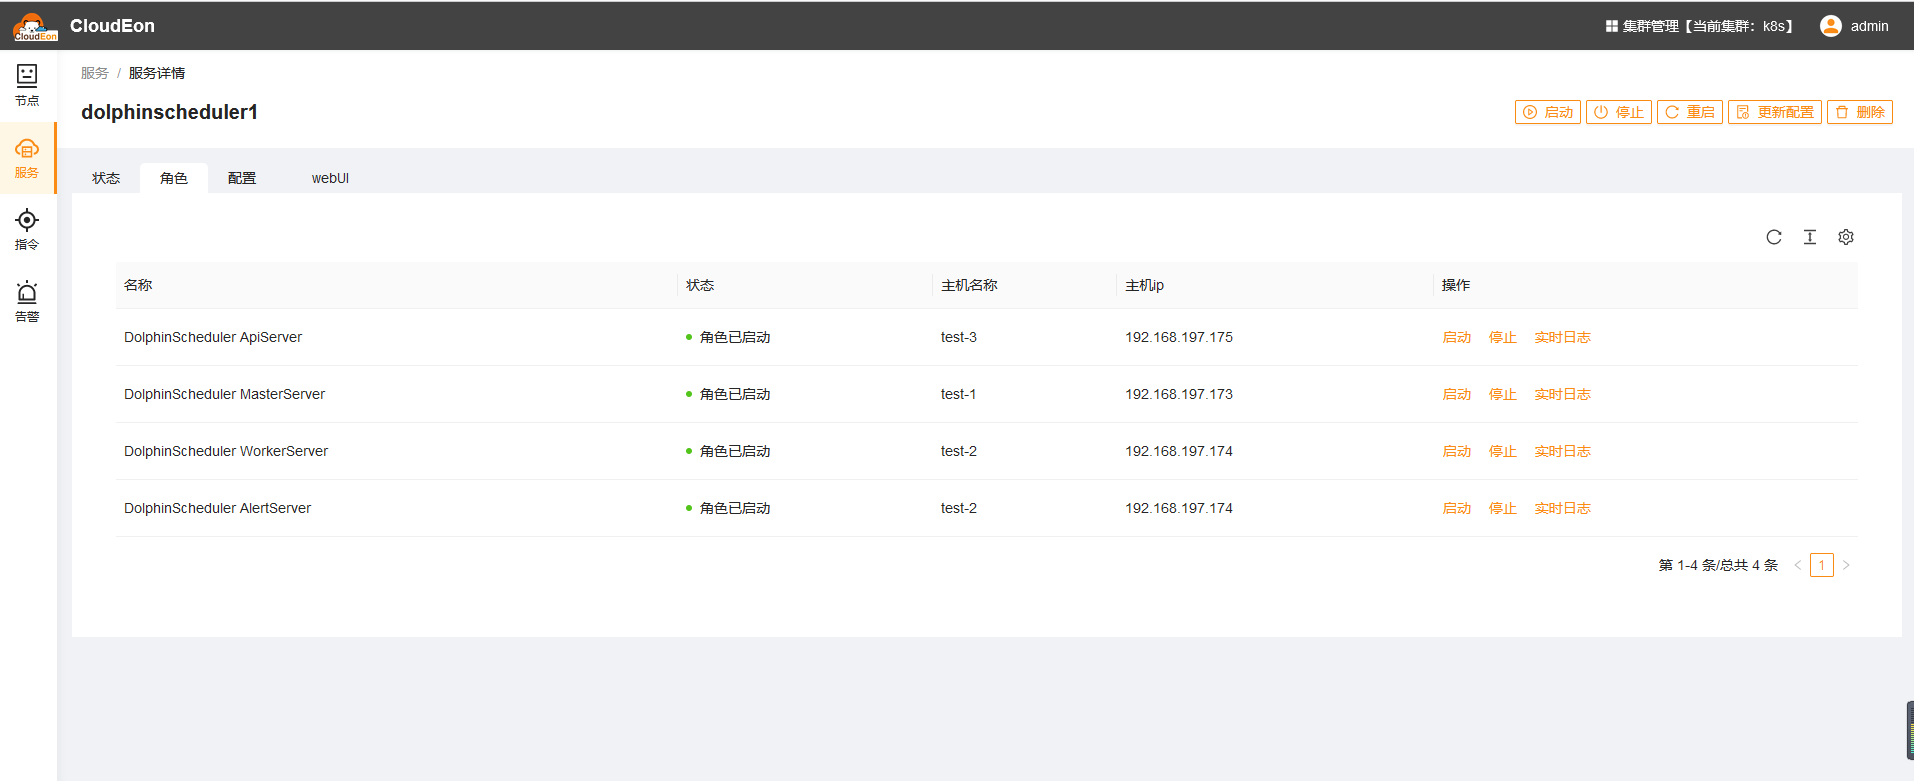 CloudEon
CloudEon
集群管理【当前集群：k8s】
admin
节点
服务
指令
告警
服务 / 服务详情
dolphinscheduler1
启动 停止 重启 更新配置 删除
状态 角色 配置 webUI
名称 状态 主机名称 主机ip 操作
DolphinScheduler ApiServer 角色已启动 test-3 192.168.197.175 启动 停止 实时日志
DolphinScheduler MasterServer 角色已启动 test-1 192.168.197.173 启动 停止 实时日志
DolphinScheduler WorkerServer 角色已启动 test-2 192.168.197.174 启动 停止 实时日志
DolphinScheduler AlertServer 角色已启动 test-2 192.168.197.174 启动 停止 实时日志
第 1-4 条/总共 4 条 < 1 >